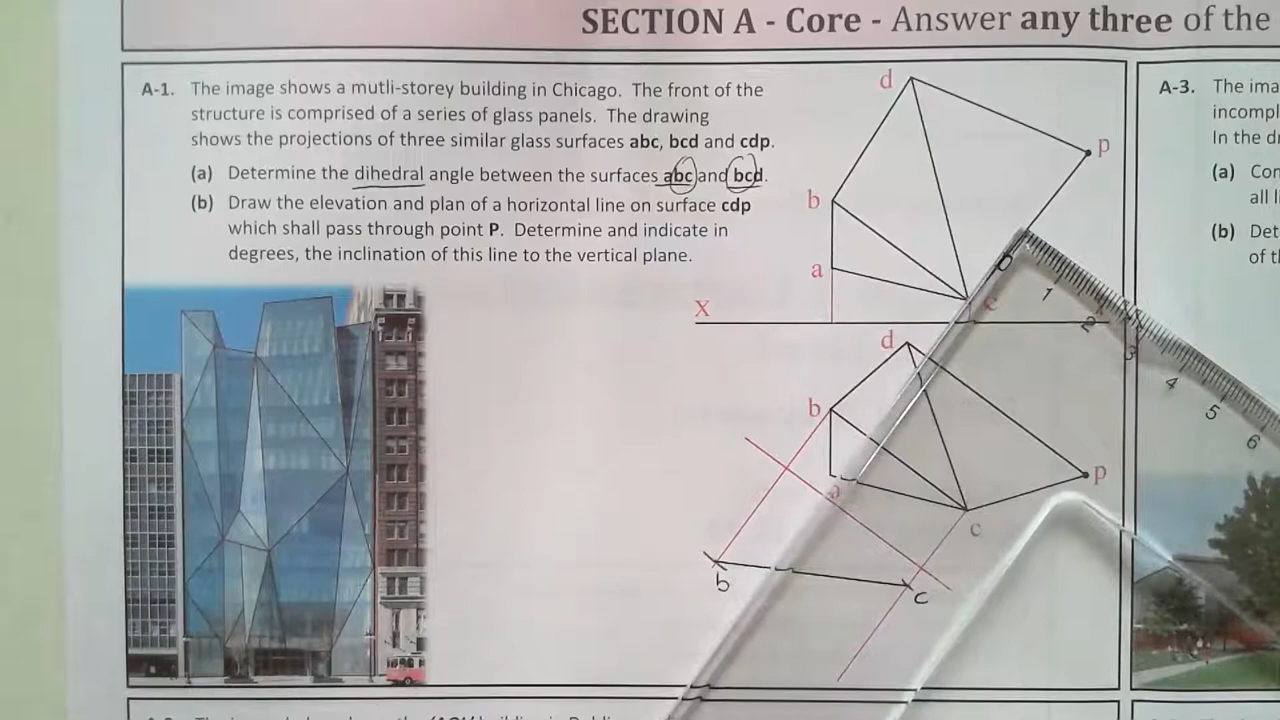 SECTION A - Core - Answer any three of the
A-1. The image shows a mutli-storey building in Chicago. The front of the
structure is comprised of a series of glass panels. The drawing
shows the projections of three similar glass surfaces abc, bcd and cdp.
(a) Determine the dihedral angle between the surfaces abc and bcd.
(b) Draw the elevation and plan of a horizontal line on surface cdp
which shall pass through point P. Determine and indicate in
degrees, the inclination of this line to the vertical plane.
d
p
b
a
c
X
d
b
a
p
c
b
c
0
1
2
3
4
5
6
A-3. The ima
incompl
In the d
(a) Con
all l
(b) Det
of t